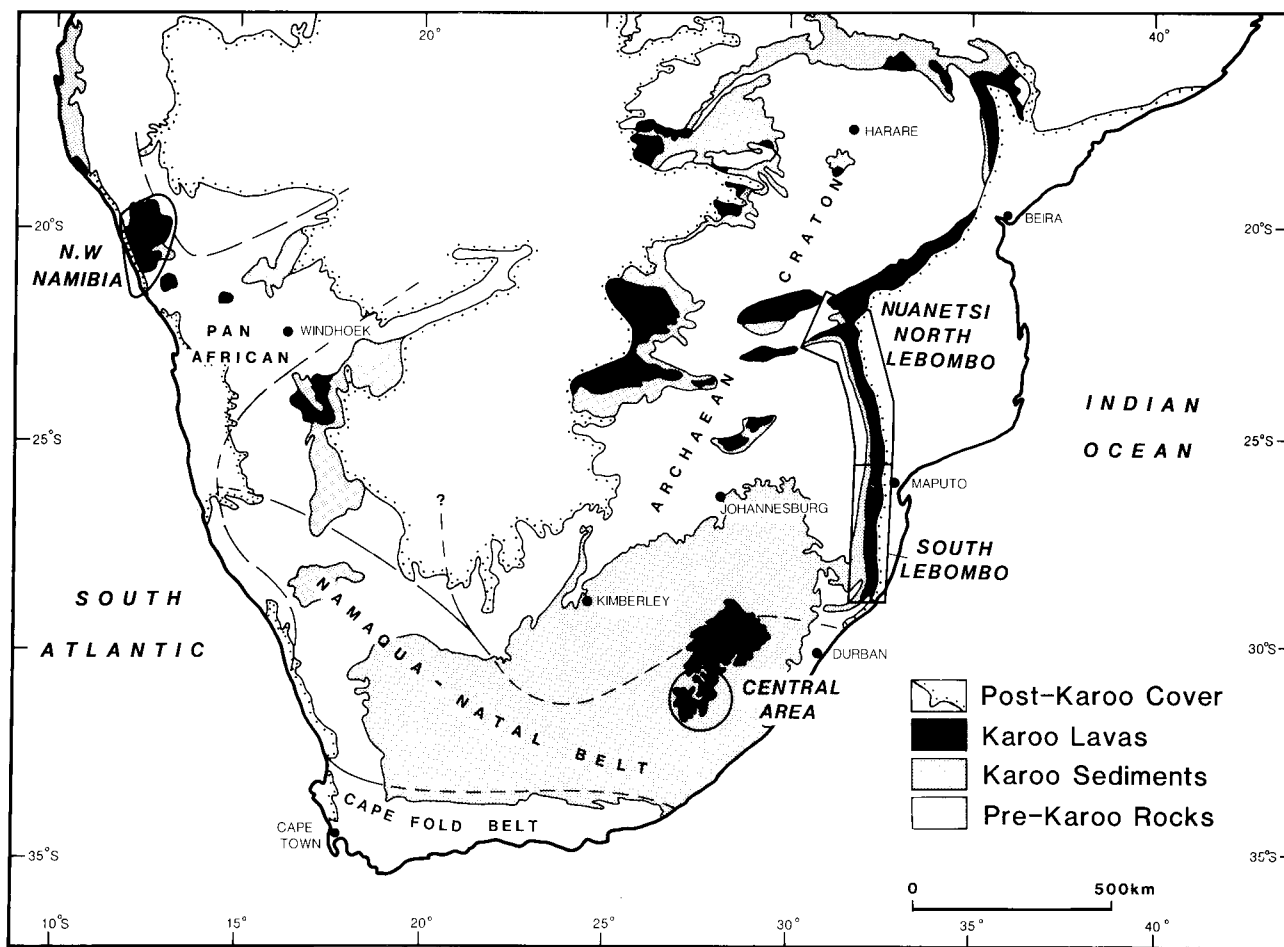 20°
40°
HARARE
20°S
N.W
NAMIBIA
BEIRA
20°S
CRATON
PAN
AFRICAN
WINDHOEK
NUANETSI
NORTH
LEBOMBO
ARCHAEAN
INDIAN
OCEAN
25°S
25°S
MAPUTO
?
JOHANNESBURG
SOUTH
LEBOMBO
KIMBERLEY
SOUTH
ATLANTIC
NAMAQUA-NATAL BELT
DURBAN
30°S
CENTRAL
AREA
Post-Karoo Cover
Karoo Lavas
Karoo Sediments
Pre-Karoo Rocks
CAPE FOLD BELT
CAPE
TOWN
35°S
35°S
0 500km
10°S 15° 20° 25° 30° 35° 40°